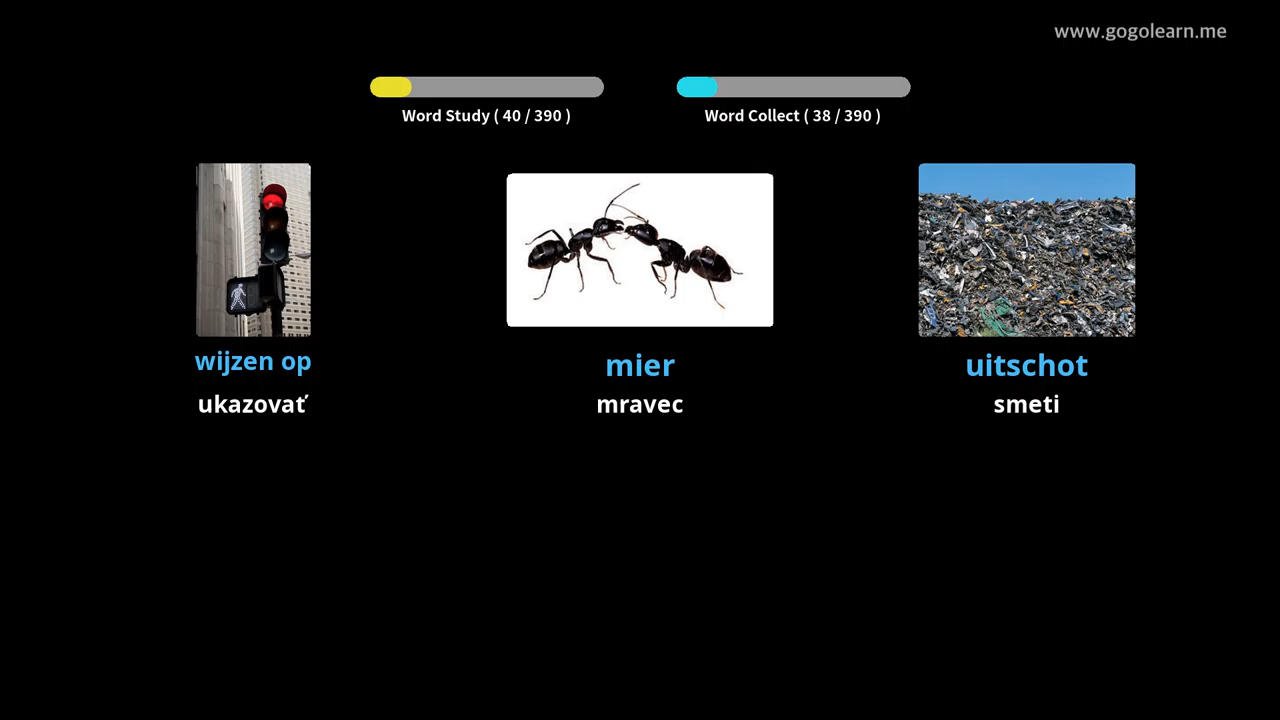 www.gogolearn.me
Word Study ( 40 / 390 )
Word Collect ( 38 / 390 )
wijzen op
mier
uitschot
ukazovať
mravec
smeti